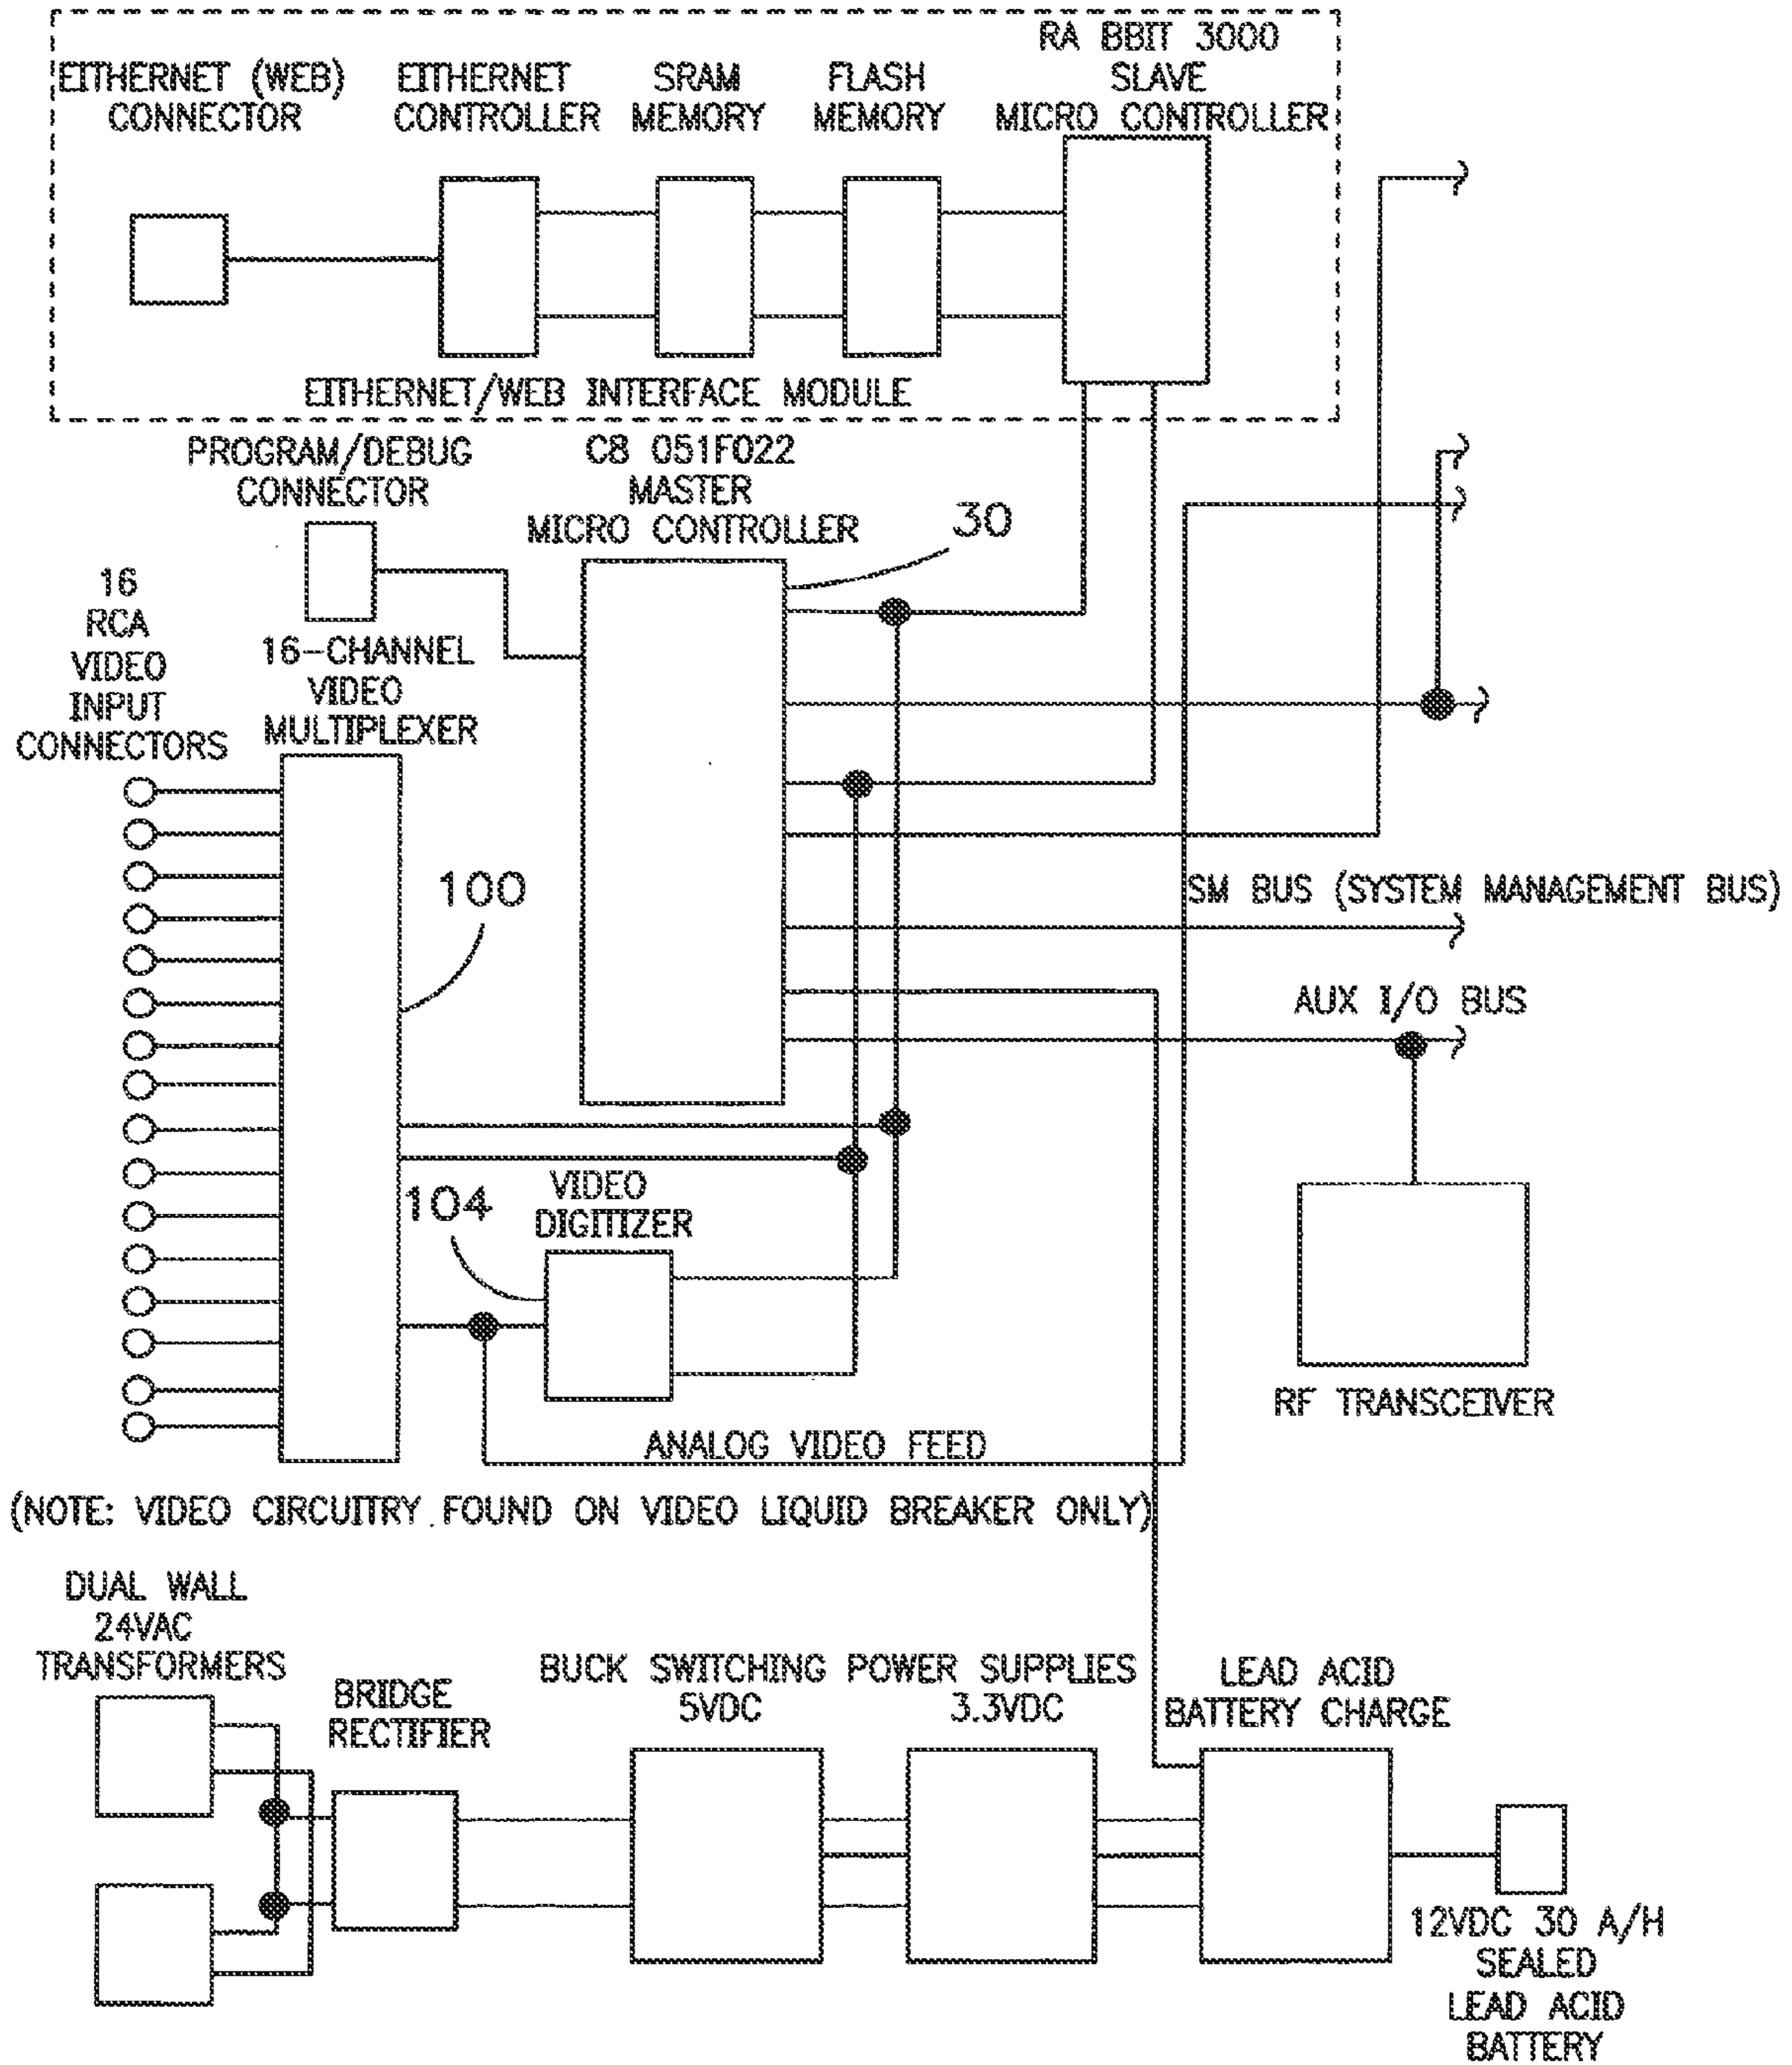 RA BBIT 3000
SLAVE
MICRO CONTROLLER
EITHERNET (WEB)
CONNECTOR
EITHERNET
CONTROLLER
SRAM
MEMORY
FLASH
MEMORY
EITHERNET/WEB INTERFACE MODULE
PROGRAM/DEBUG
CONNECTOR
C8 051F022
MASTER
MICRO CONTROLLER
30
16
RCA
VIDEO
INPUT
CONNECTORS
16-CHANNEL
VIDEO
MULTIPLEXER
100
SM BUS (SYSTEM MANAGEMENT BUS)
AUX I/O BUS
104
VIDEO
DIGITIZER
RF TRANSCEIVER
ANALOG VIDEO FEED
(NOTE: VIDEO CIRCUITRY FOUND ON VIDEO LIQUID BREAKER ONLY)
DUAL WALL
24VAC
TRANSFORMERS
BRIDGE
RECTIFIER
BUCK SWITCHING POWER SUPPLIES
5VDC
3.3VDC
LEAD ACID
BATTERY CHARGE
12VDC 30 A/H
SEALED
LEAD ACID
BATTERY